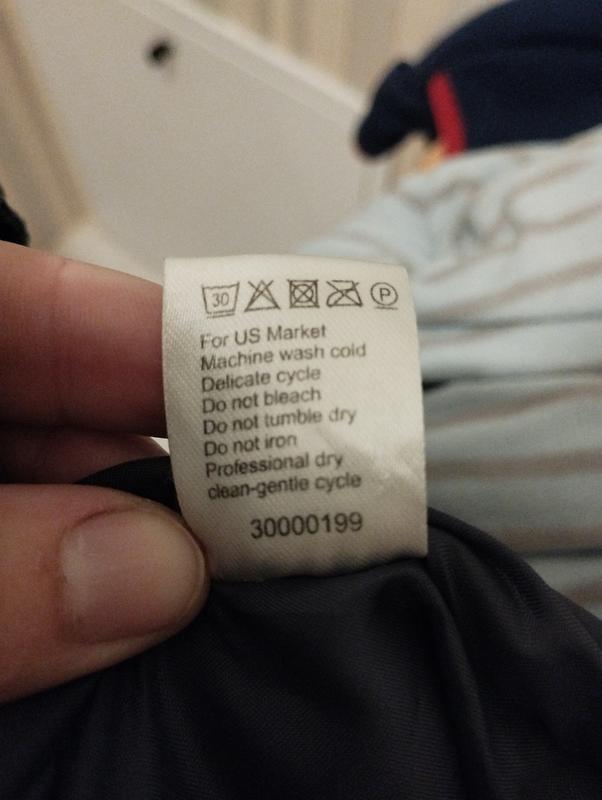 30 P
For US Market
Machine wash cold
Delicate cycle
Do not bleach
Do not tumble dry
Do not iron
Professional dry
clean-gentle cycle
30000199